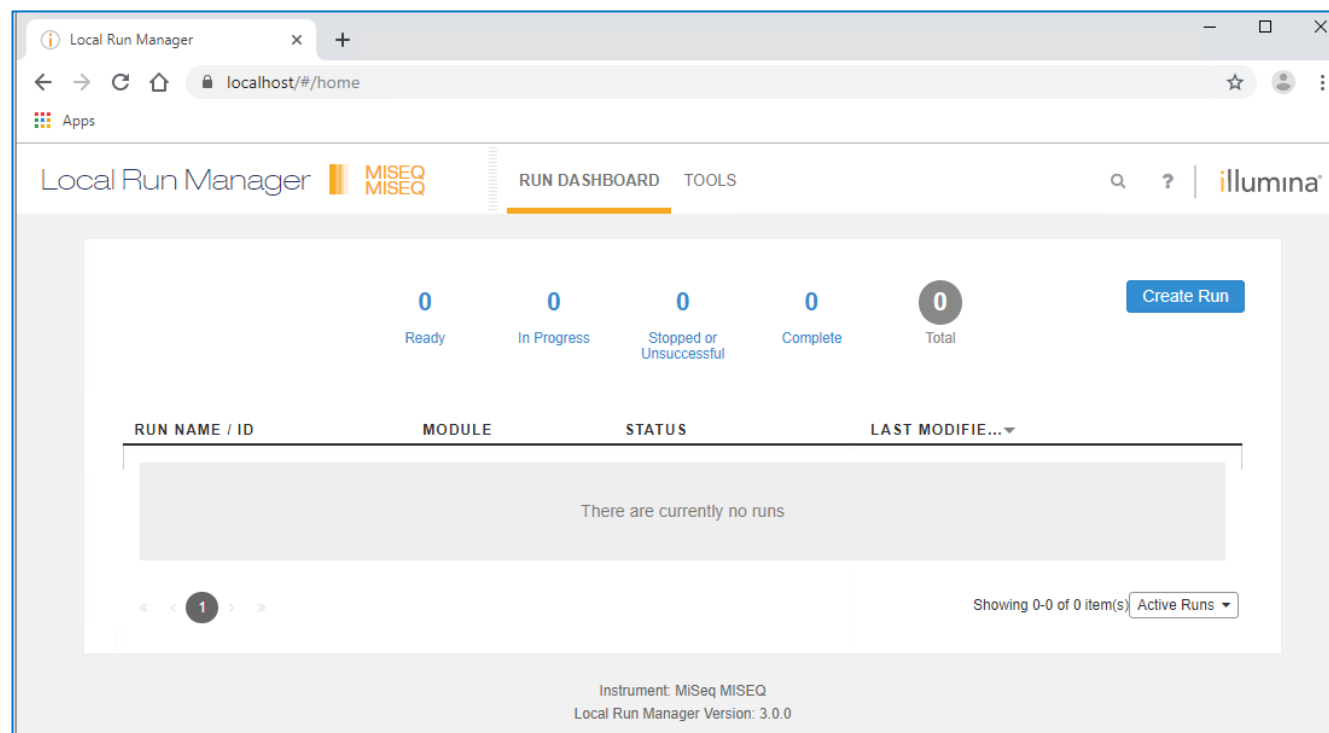 Local Run Manager
localhost/#/home
Apps
Local Run Manager MISEQ MISEQ RUN DASHBOARD TOOLS ? illumina
0 0 0 0 0 Create Run
Ready In Progress Stopped or Unsuccessful Complete Total
RUN NAME / ID MODULE STATUS LAST MODIFIE...
There are currently no runs
« ‹ 1 › » Showing 0-0 of 0 item(s) Active Runs
Instrument: MiSeq MISEQ
Local Run Manager Version: 3.0.0